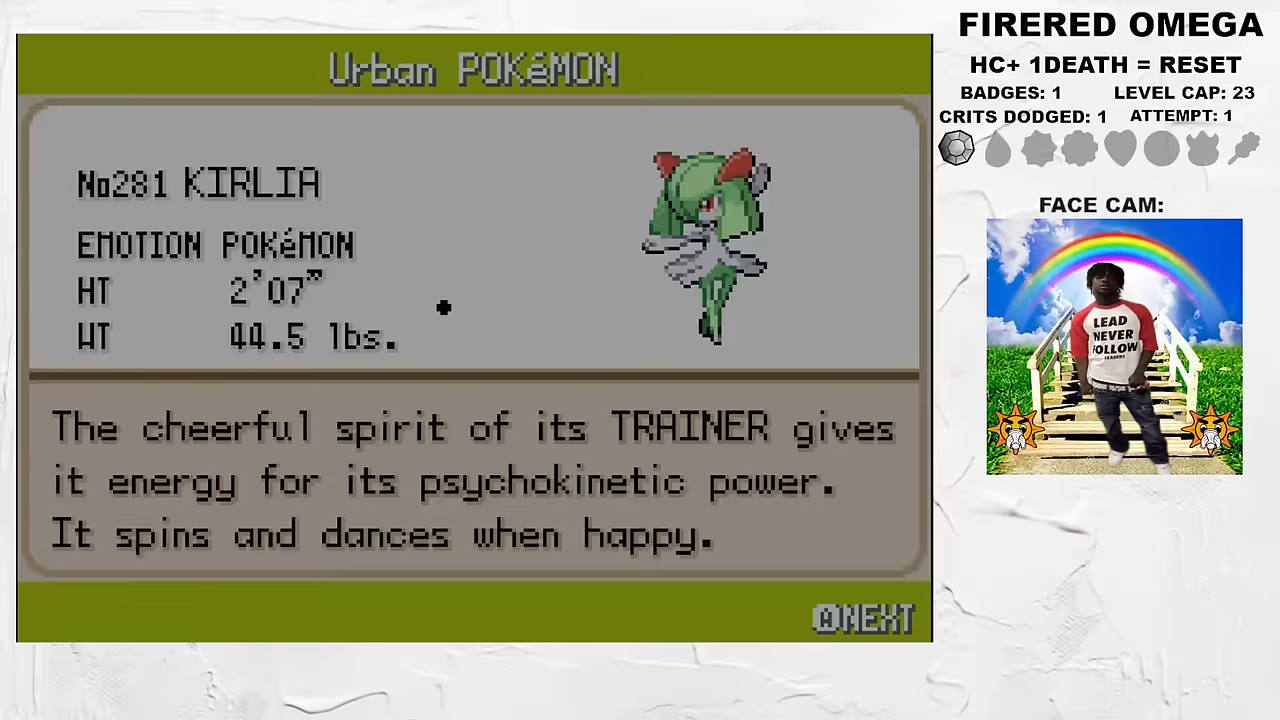 Urban POKéMON
No281 KIRLIA
EMOTION POKéMON
HT 2'07"
WT 44.5 lbs.
The cheerful spirit of its TRAINER gives
it energy for its psychokinetic power.
It spins and dances when happy.
ⒶNEXT
FIRERED OMEGA
HC+ 1DEATH = RESET
BADGES: 1 LEVEL CAP: 23
CRITS DODGED: 1 ATTEMPT: 1
FACE CAM:
LEAD
NEVER
FOLLOW
LEADERS